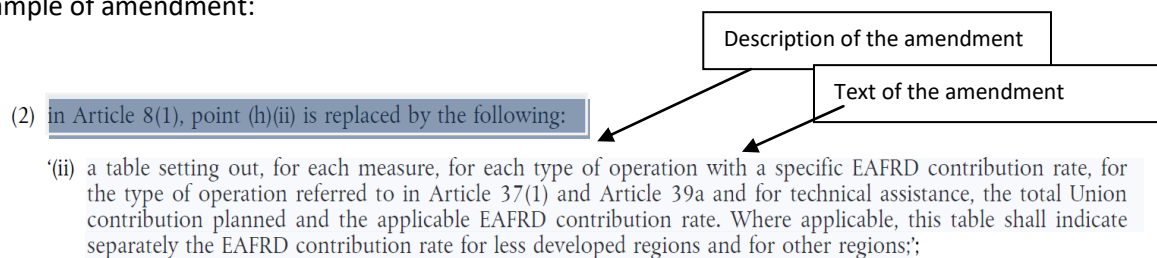 ample of amendment:
Description of the amendment
Text of the amendment
(2) in Article 8(1), point (h)(ii) is replaced by the following:
‘(ii) a table setting out, for each measure, for each type of operation with a specific EAFRD contribution rate, for
the type of operation referred to in Article 37(1) and Article 39a and for technical assistance, the total Union
contribution planned and the applicable EAFRD contribution rate. Where applicable, this table shall indicate
separately the EAFRD contribution rate for less developed regions and for other regions;’;